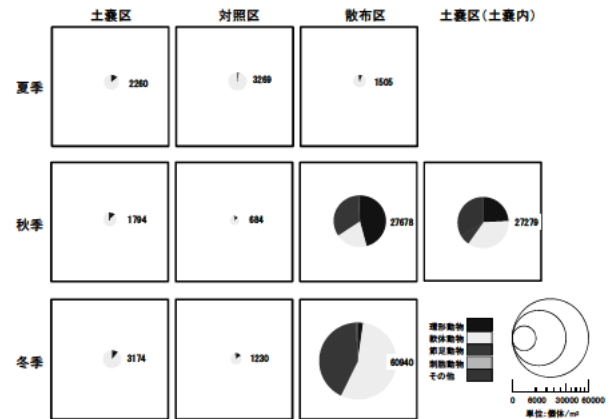 土嚢区 対照区 散布区 土嚢区(土嚢内)
夏季 2260 3269 1505
秋季 1794 684 27678 27279
冬季 3174 1230 60940
環形動物
軟体動物
節足動物
刺胞動物
その他
0 6000 30000 60000
単位:個体/m²